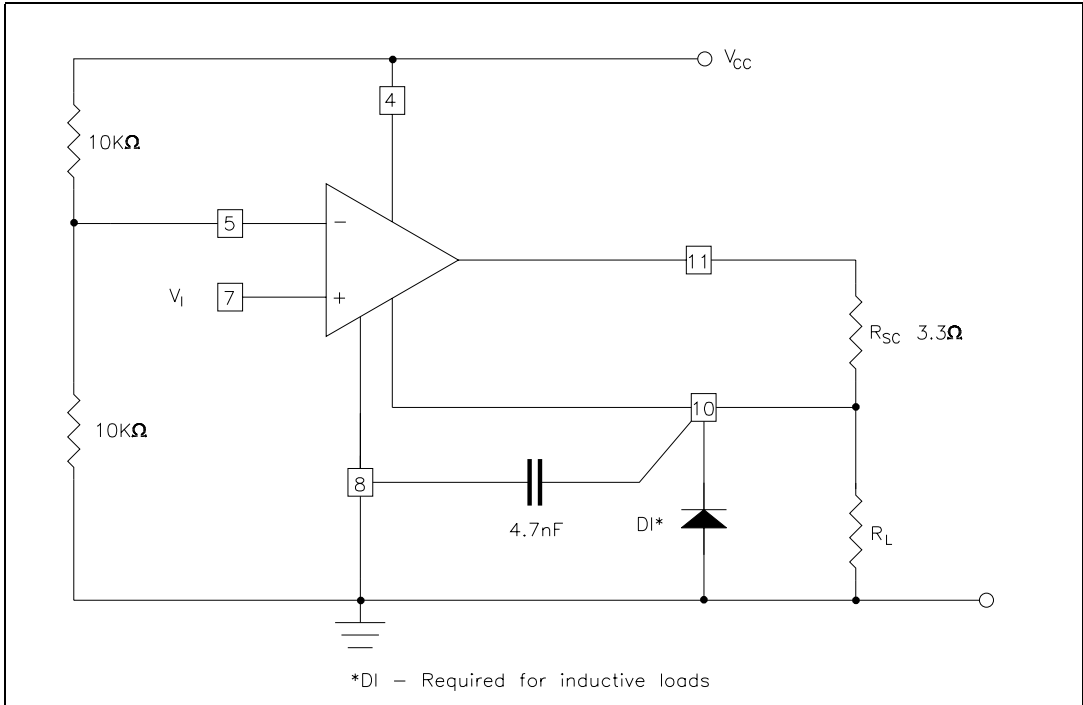 V_CC
4
10KΩ
5
−
11
V_I
7
+
R_SC 3.3Ω
10
10KΩ
8
4.7nF
DI*
R_L
*DI – Required for inductive loads